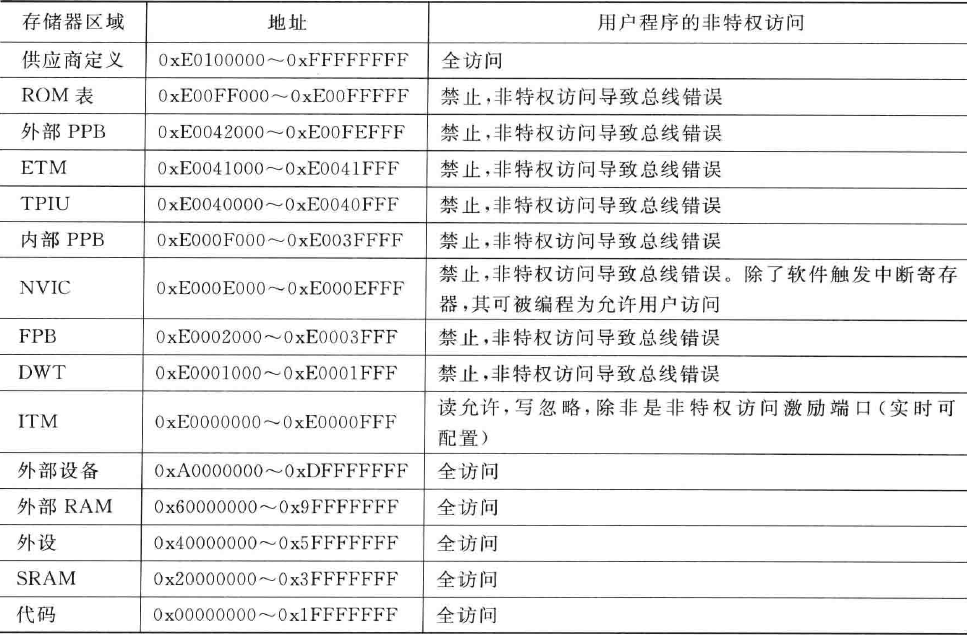 存储器区域 地址 用户程序的非特权访问
供应商定义 0xE0100000～0xFFFFFFFF 全访问
ROM 表 0xE00FF000～0xE00FFFFF 禁止,非特权访问导致总线错误
外部 PPB 0xE0042000～0xE00FEFFF 禁止,非特权访问导致总线错误
ETM 0xE0041000～0xE0041FFF 禁止,非特权访问导致总线错误
TPIU 0xE0040000～0xE0040FFF 禁止,非特权访问导致总线错误
内部 PPB 0xE000F000～0xE003FFFF 禁止,非特权访问导致总线错误
NVIC 0xE000E000～0xE000EFFF 禁止,非特权访问导致总线错误。除了软件触发中断寄存
器,其可被编程为允许用户访问
FPB 0xE0002000～0xE0003FFF 禁止,非特权访问导致总线错误
DWT 0xE0001000～0xE0001FFF 禁止,非特权访问导致总线错误
ITM 0xE0000000～0xE0000FFF 读允许,写忽略,除非是非特权访问激励端口(实时可
配置)
外部设备 0xA0000000～0xDFFFFFFF 全访问
外部 RAM 0x60000000～0x9FFFFFFF 全访问
外设 0x40000000～0x5FFFFFFF 全访问
SRAM 0x20000000～0x3FFFFFFF 全访问
代码 0x00000000～0x1FFFFFFF 全访问